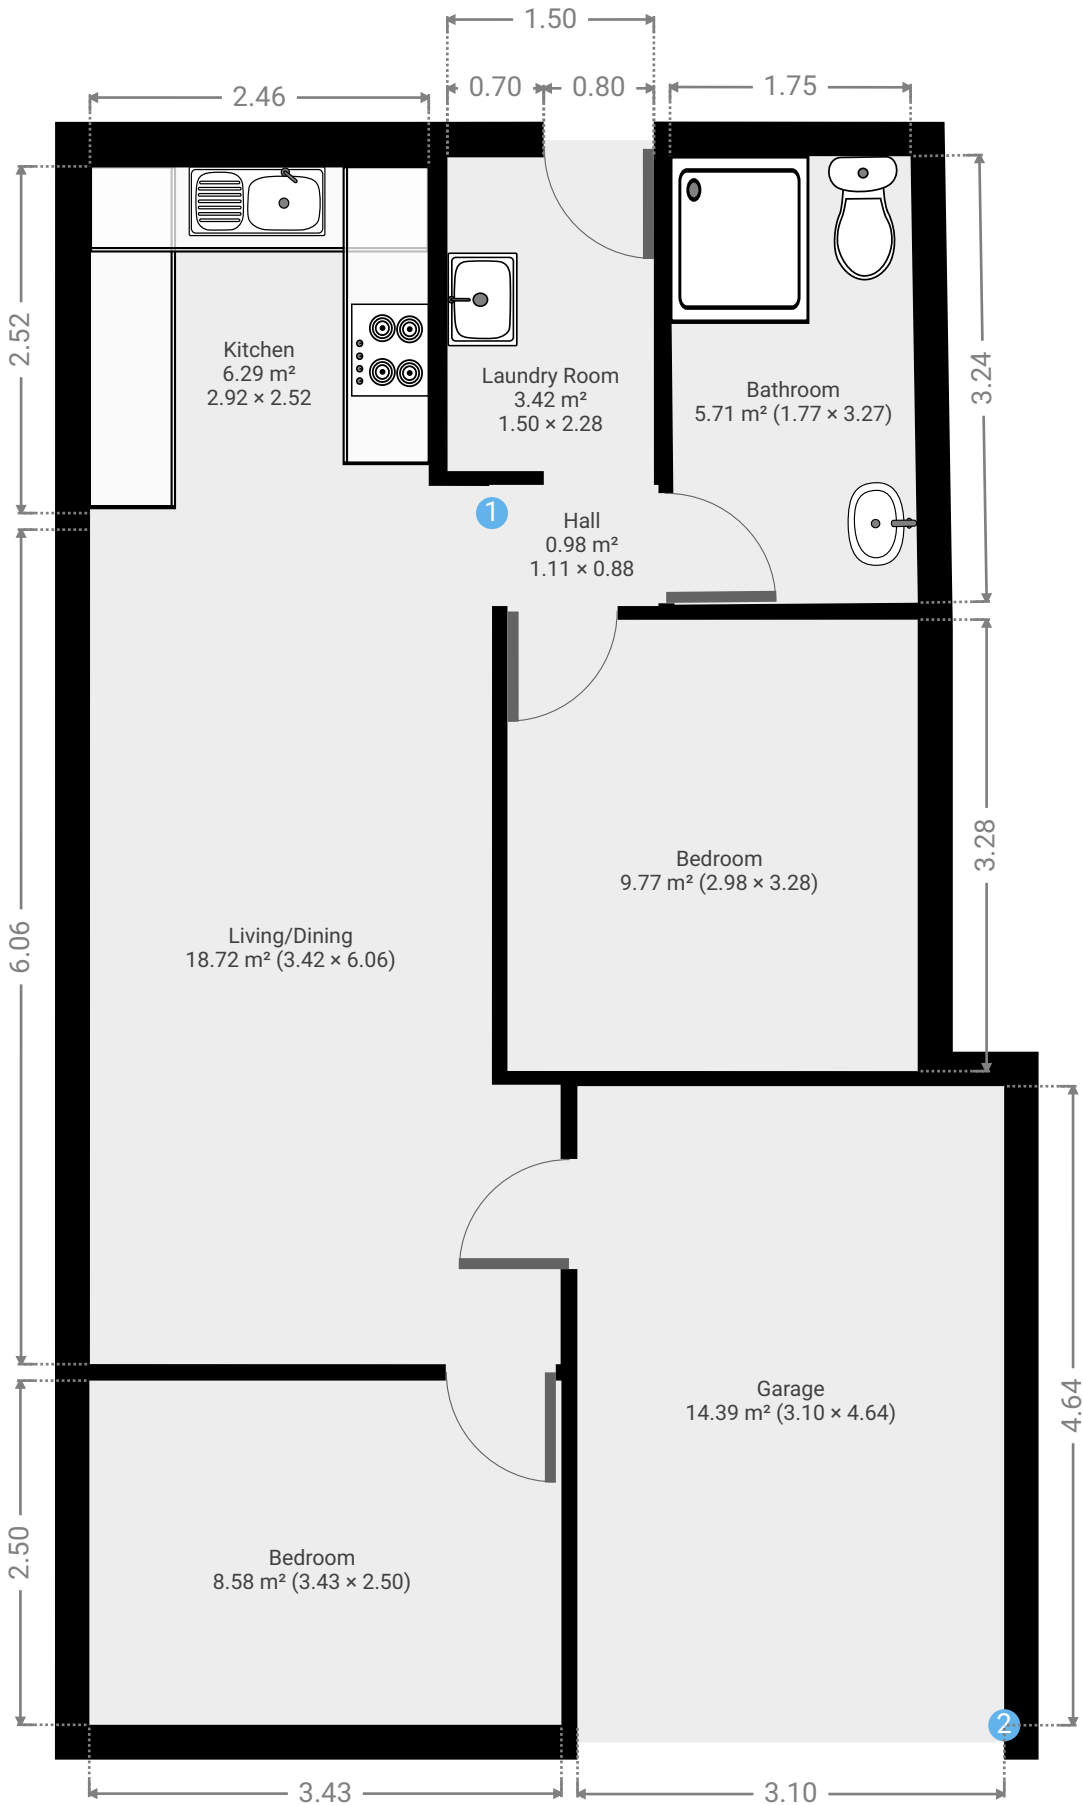 1.50
0.70 0.80
2.46
1.75
2.52
3.24
Kitchen
6.29 m²
2.92 × 2.52
Laundry Room
3.42 m²
1.50 × 2.28
Bathroom
5.71 m² (1.77 × 3.27)
1
Hall
0.98 m²
1.11 × 0.88
3.28
Bedroom
9.77 m² (2.98 × 3.28)
6.06
Living/Dining
18.72 m² (3.42 × 6.06)
4.64
Garage
14.39 m² (3.10 × 4.64)
2.50
Bedroom
8.58 m² (3.43 × 2.50)
2
3.43
3.10